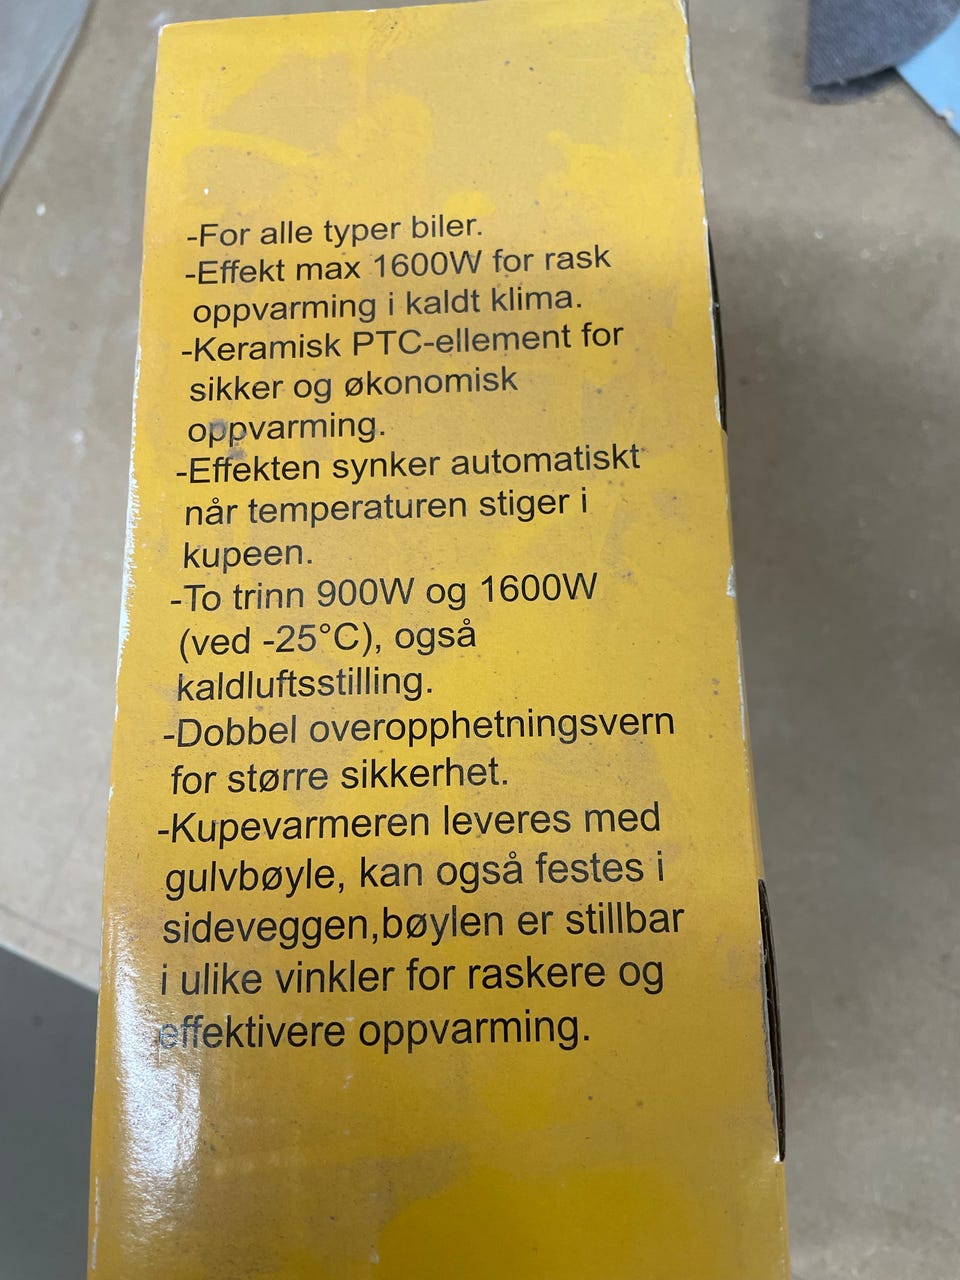 -For alle typer biler.
-Effekt max 1600W for rask
oppvarming i kaldt klima.
-Keramisk PTC-ellement for
sikker og økonomisk
oppvarming.
-Effekten synker automatiskt
når temperaturen stiger i
kupeen.
-To trinn 900W og 1600W
(ved -25°C), også
kaldluftsstilling.
-Dobbel overopphetningsvern
for større sikkerhet.
-Kupevarmeren leveres med
gulvbøyle, kan også festes i
sideveggen,bøylen er stillbar
i ulike vinkler for raskere og
effektivere oppvarming.